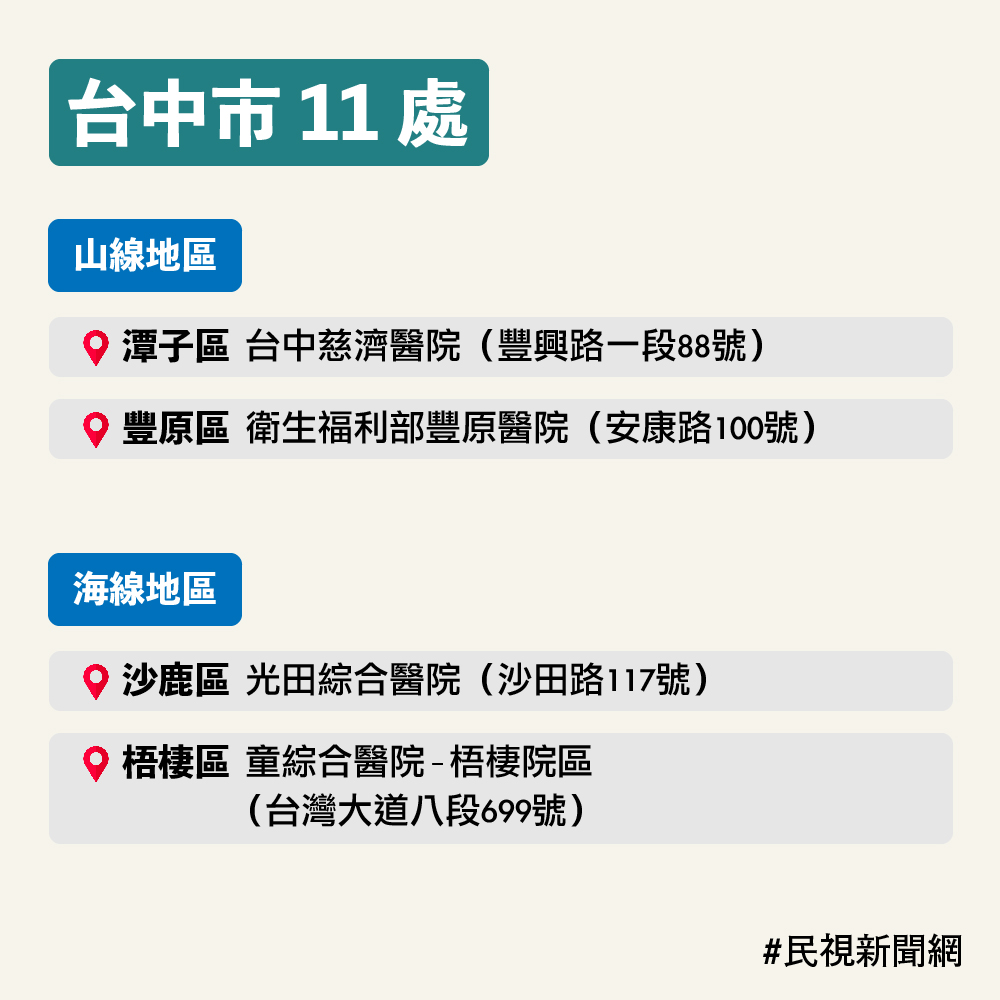 台中市 11 處
山線地區
潭子區 台中慈濟醫院（豐興路一段88號）
豐原區 衛生福利部豐原醫院（安康路100號）
海線地區
沙鹿區 光田綜合醫院（沙田路117號）
梧棲區 童綜合醫院 - 梧棲院區
（台灣大道八段699號）
#民視新聞網